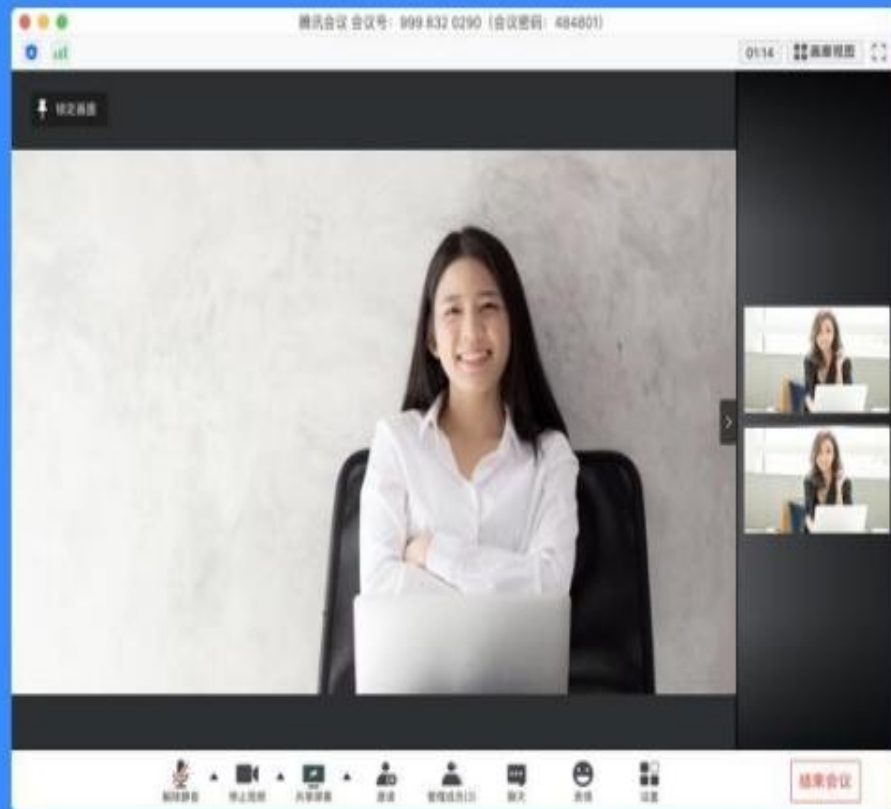 腾讯会议 会议号：999 832 0290（会议密码：484801）
01:14 画廊视图
锁定画面
解除静音 停止视频 共享屏幕 邀请 管理成员(3) 聊天 表情 设置
结束会议